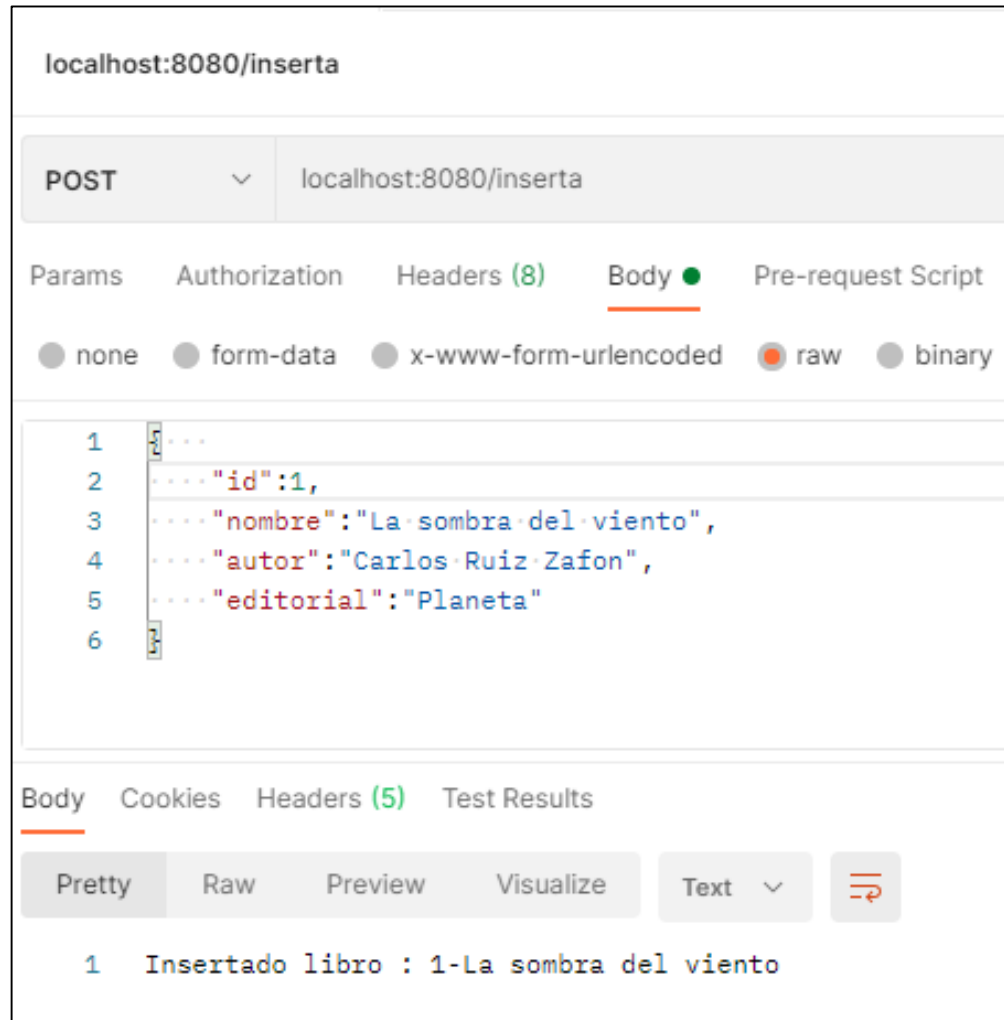 localhost:8080/inserta
POST localhost:8080/inserta
Params Authorization Headers (8) Body Pre-request Script
none form-data x-www-form-urlencoded raw binary
1 {
2 "id":1,
3 "nombre":"La sombra del viento",
4 "autor":"Carlos Ruiz Zafon",
5 "editorial":"Planeta"
6 }
Body Cookies Headers (5) Test Results
Pretty Raw Preview Visualize Text
1 Insertado libro : 1-La sombra del viento